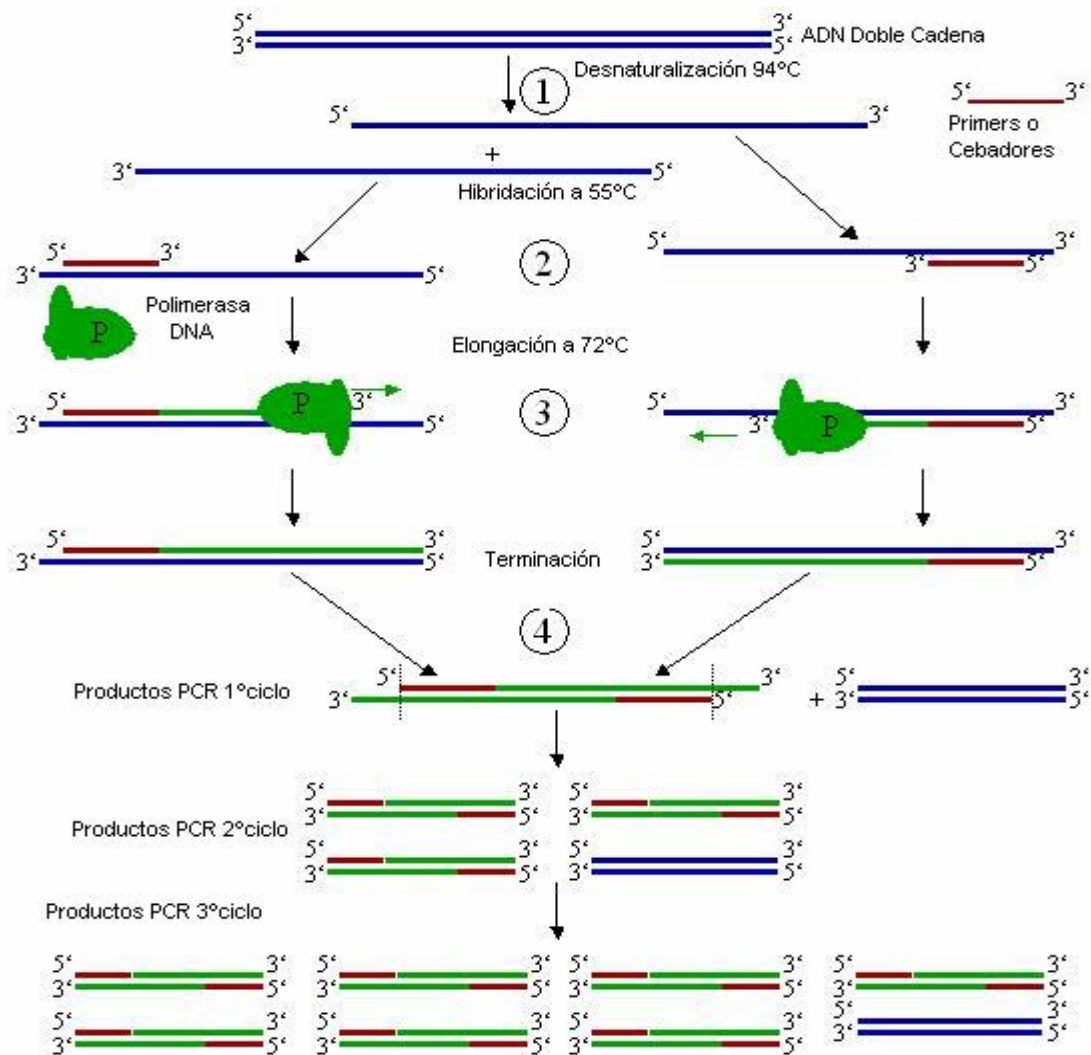 5‘ 3‘ ADN Doble Cadena
3‘ 5‘
Desnaturalización 94°C
1
5‘ 3‘
5‘ 3‘
Primers o
Cebadores
+
3‘ 5‘
Hibridación a 55°C
2
5‘ 3‘
3‘ 5‘
3‘
5‘
3‘ 5‘
Polimerasa
DNA
P
Elongación a 72°C
3
5‘ P 3‘
3‘ 5‘
5‘ 3‘
3‘ P 5‘
5‘ 3‘
3‘ 5‘
Terminación
5‘ 3‘
3‘ 5‘
4
Productos PCR 1°ciclo
5‘ 3‘
3‘ 5‘
+
5‘ 3‘
3‘ 5‘
Productos PCR 2°ciclo
5‘ 3‘ 5‘ 3‘
3‘ 5‘ 3‘ 5‘
5‘ 3‘ 5‘ 3‘
3‘ 5‘ 3‘ 5‘
Productos PCR 3°ciclo
5‘ 3‘ 5‘ 3‘ 5‘ 3‘ 5‘ 3‘
3‘ 5‘ 3‘ 5‘ 3‘ 5‘ 3‘ 5‘
5‘ 3‘ 5‘ 3‘ 5‘ 3‘ 5‘ 3‘
3‘ 5‘ 3‘ 5‘ 3‘ 5‘ 3‘ 5‘